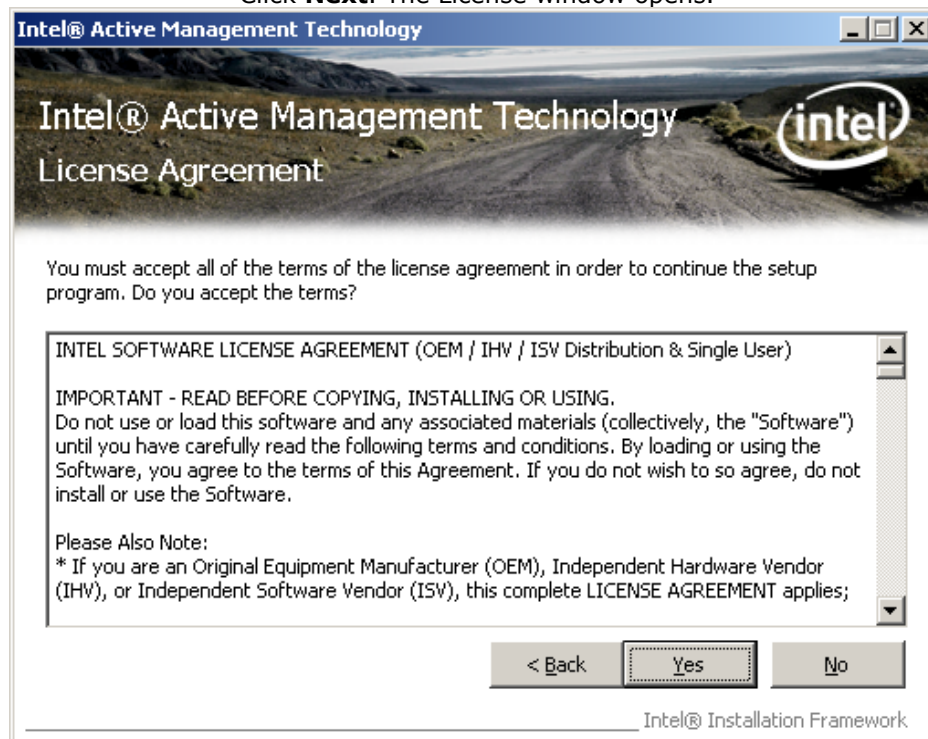 Click Next. The License window opens.
Intel® Active Management Technology
Intel® Active Management Technology
intel
License Agreement
You must accept all of the terms of the license agreement in order to continue the setup
program. Do you accept the terms?
INTEL SOFTWARE LICENSE AGREEMENT (OEM / IHV / ISV Distribution & Single User)
IMPORTANT - READ BEFORE COPYING, INSTALLING OR USING.
Do not use or load this software and any associated materials (collectively, the "Software")
until you have carefully read the following terms and conditions. By loading or using the
Software, you agree to the terms of this Agreement. If you do not wish to so agree, do not
install or use the Software.
Please Also Note:
* If you are an Original Equipment Manufacturer (OEM), Independent Hardware Vendor
(IHV), or Independent Software Vendor (ISV), this complete LICENSE AGREEMENT applies;
< Back Yes No
Intel® Installation Framework